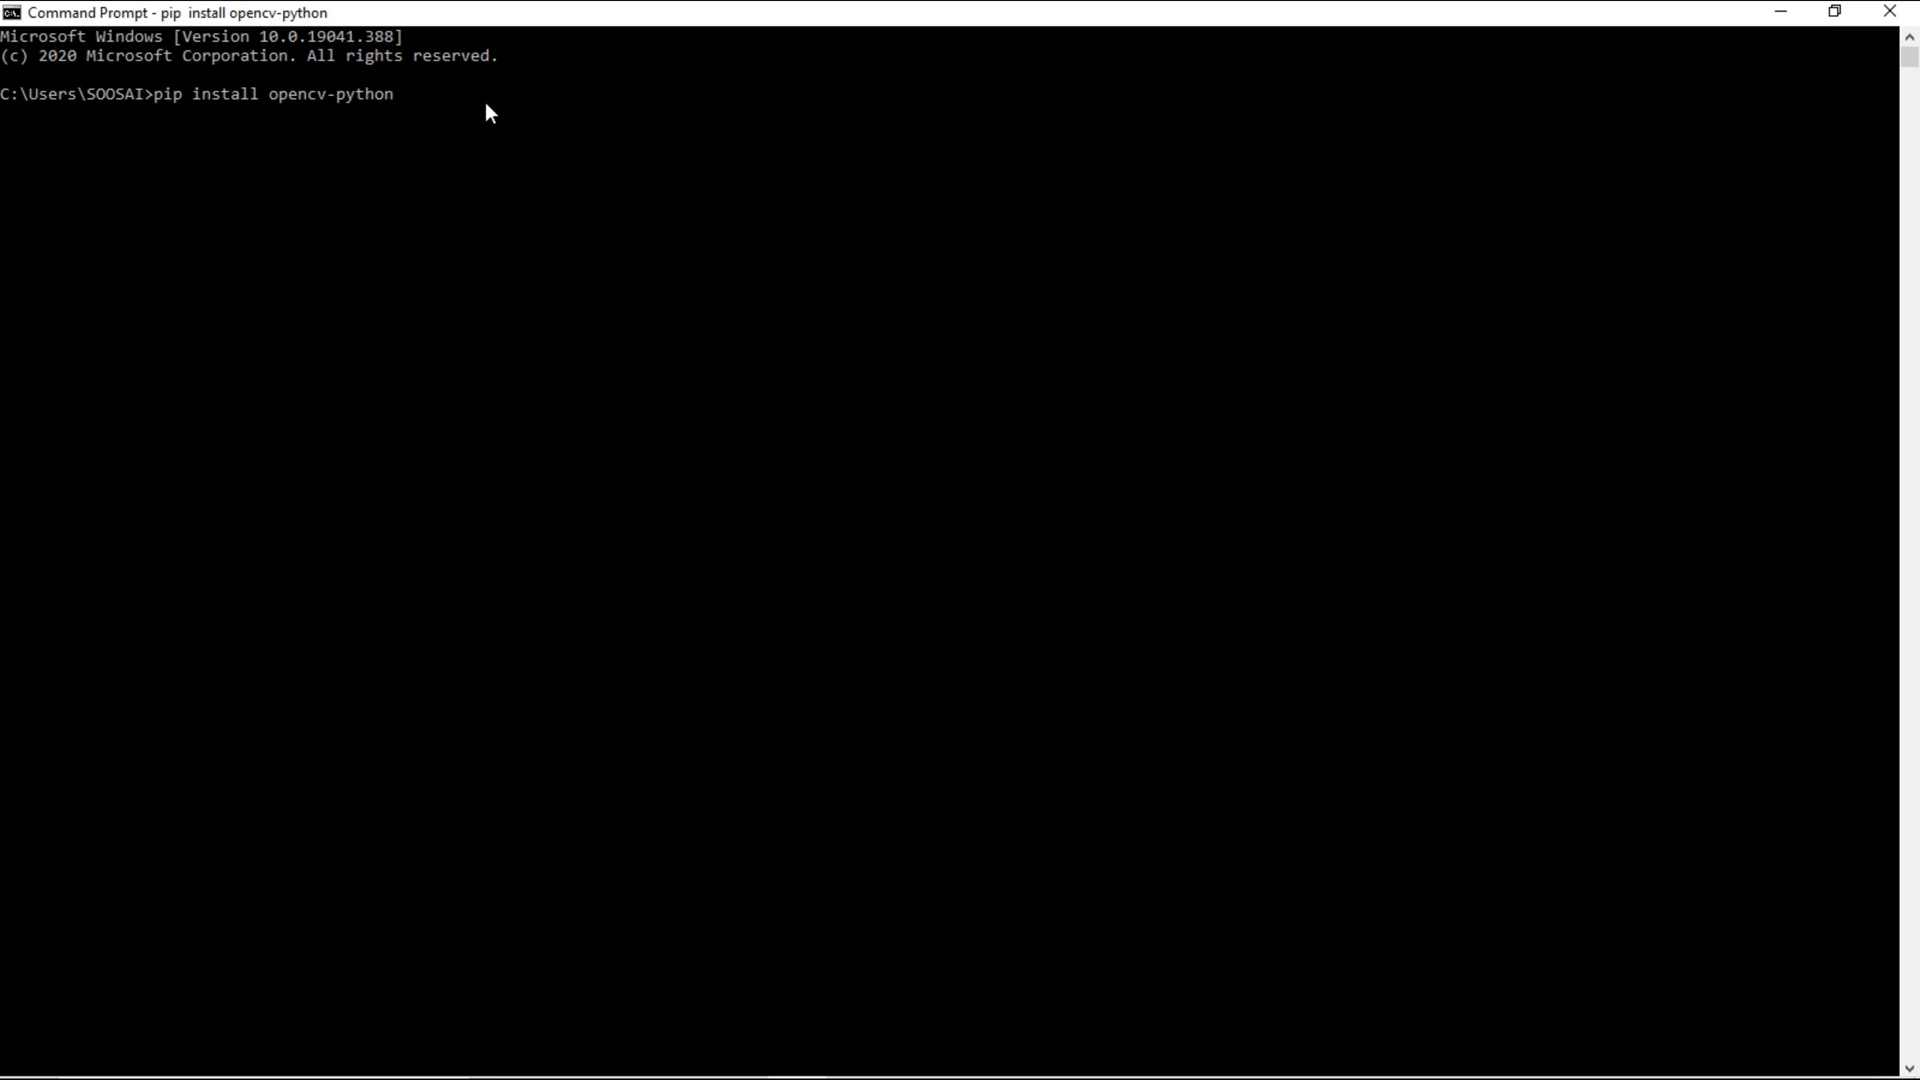 Command Prompt - pip  install opencv-python
Microsoft Windows [Version 10.0.19041.388]
(c) 2020 Microsoft Corporation. All rights reserved.
C:\Users\SOOSAI>pip install opencv-python